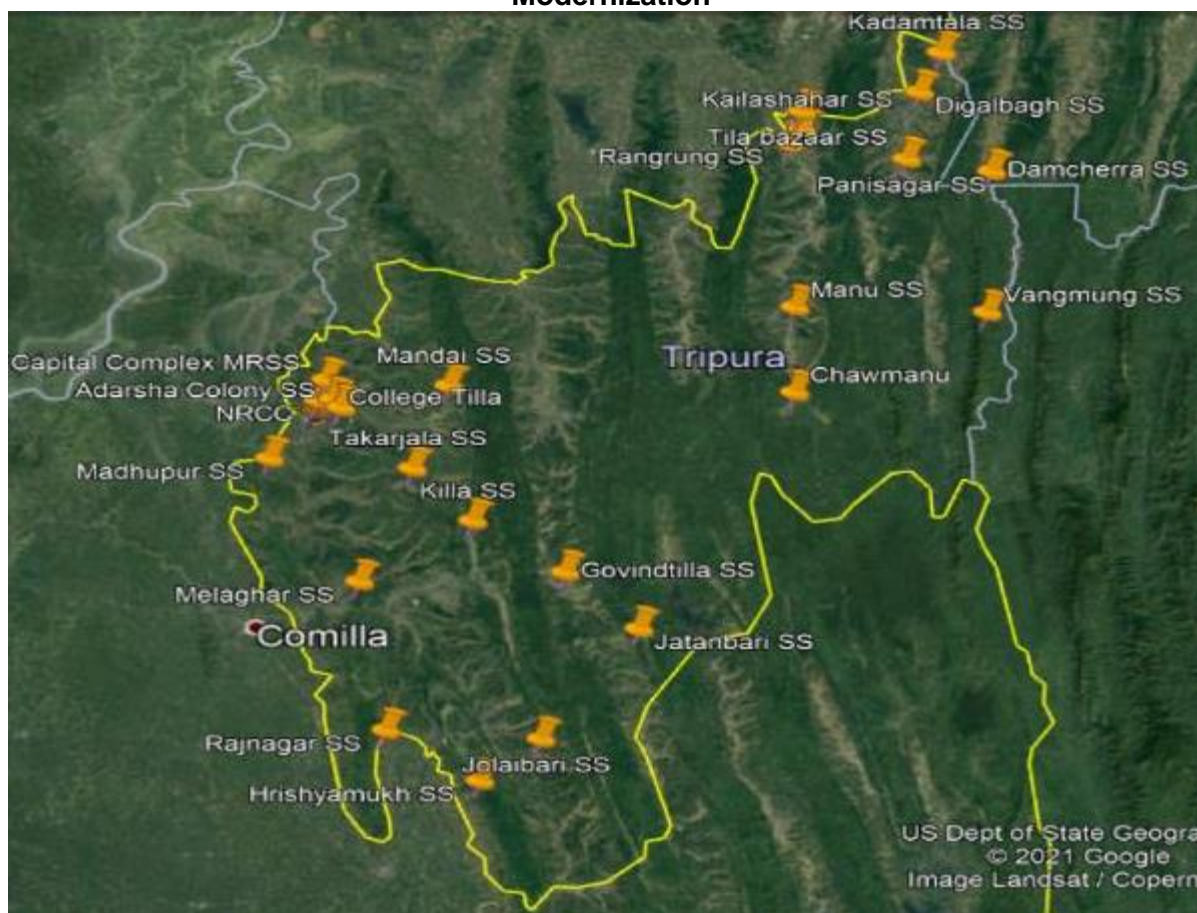 Modernization
Kadamtala SS
Kailashahar SS
Digalbagh SS
Tila bazaar SS
Rangrung SS
Panisagar SS
Damcherra SS
Manu SS
Vangmung SS
Tripura
Chawmanu
Capital Complex MRSS
Mandai SS
Adarsha Colony SS
College Tilla
NRCC
Takarjala SS
Madhupur SS
Killa SS
Govindtilla SS
Melaghar SS
Comilla
Jatanbari SS
Rajnagar SS
Jolaibari SS
Hrishyamukh SS
US Dept of State Geogra
© 2021 Google
Image Landsat / Copern